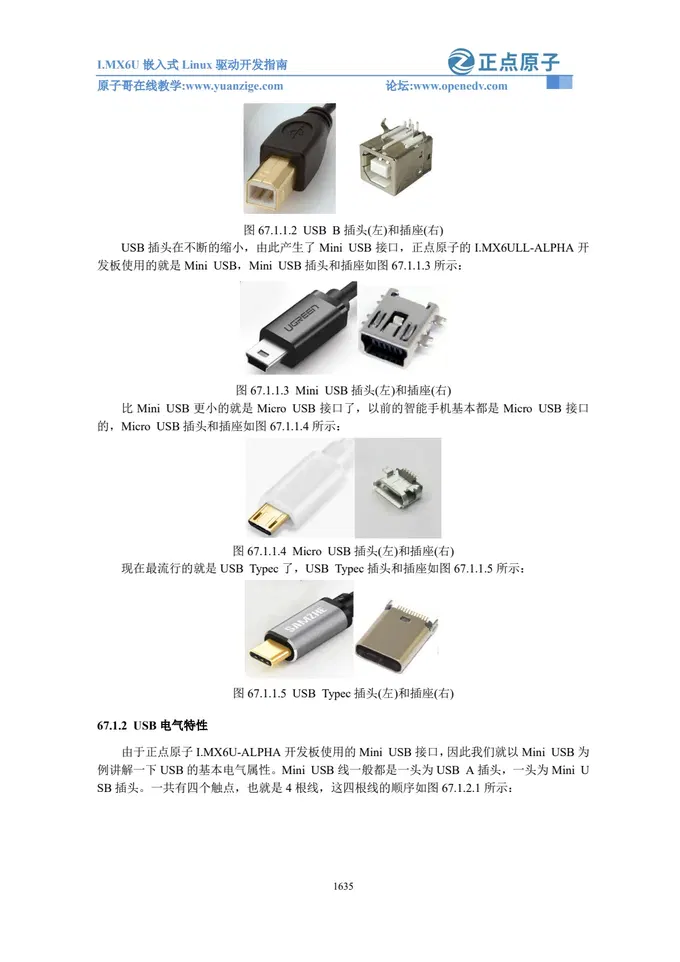 I.MX6U 嵌入式 Linux 驱动开发指南
正点原子
原子哥在线教学:www.yuanzige.com
论坛:www.openedv.com
图 67.1.1.2 USB B 插头(左)和插座(右)
USB 插头在不断的缩小，由此产生了 Mini USB 接口，正点原子的 I.MX6ULL-ALPHA 开
发板使用的就是 Mini USB，Mini USB 插头和插座如图 67.1.1.3 所示：
UGREEN
图 67.1.1.3 Mini USB 插头(左)和插座(右)
比 Mini USB 更小的就是 Micro USB 接口了，以前的智能手机基本都是 Micro USB 接口
的，Micro USB 插头和插座如图 67.1.1.4 所示：
图 67.1.1.4 Micro USB 插头(左)和插座(右)
现在最流行的就是 USB Typec 了，USB Typec 插头和插座如图 67.1.1.5 所示：
SAMZHE
图 67.1.1.5 USB Typec 插头(左)和插座(右)
67.1.2 USB 电气特性
由于正点原子 I.MX6U-ALPHA 开发板使用的 Mini USB 接口，因此我们就以 Mini USB 为
例讲解一下 USB 的基本电气属性。Mini USB 线一般都是一头为 USB A 插头，一头为 Mini U
SB 插头。一共有四个触点，也就是 4 根线，这四根线的顺序如图 67.1.2.1 所示：
1635